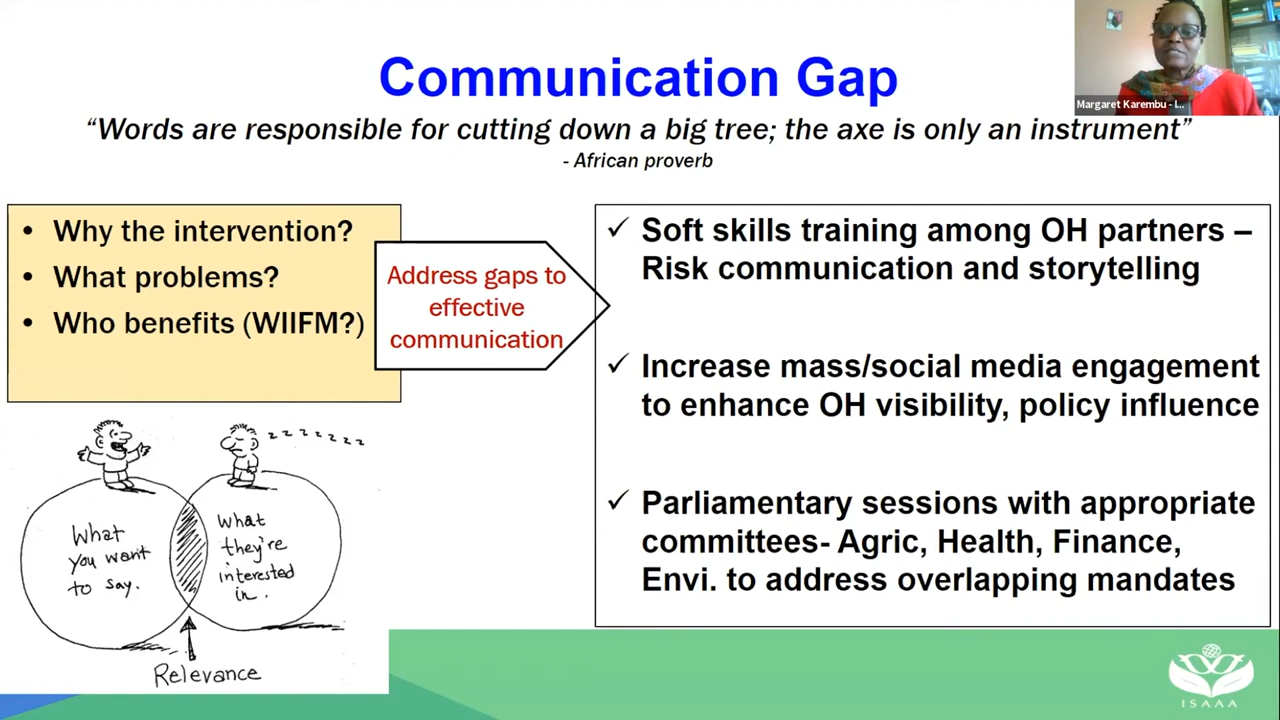 Communication Gap
“Words are responsible for cutting down a big tree; the axe is only an instrument”
- African proverb
Margaret Karembu - I...
• Why the intervention?
• What problems?
• Who benefits (WIIFM?)
Address gaps to
effective
communication
✓ Soft skills training among OH partners –
Risk communication and storytelling
✓ Increase mass/social media engagement
to enhance OH visibility, policy influence
✓ Parliamentary sessions with appropriate
committees- Agric, Health, Finance,
Envi. to address overlapping mandates
z z z z z z z
What
you want
to say.
What
they're
interested
in.
Relevance
ISAAA